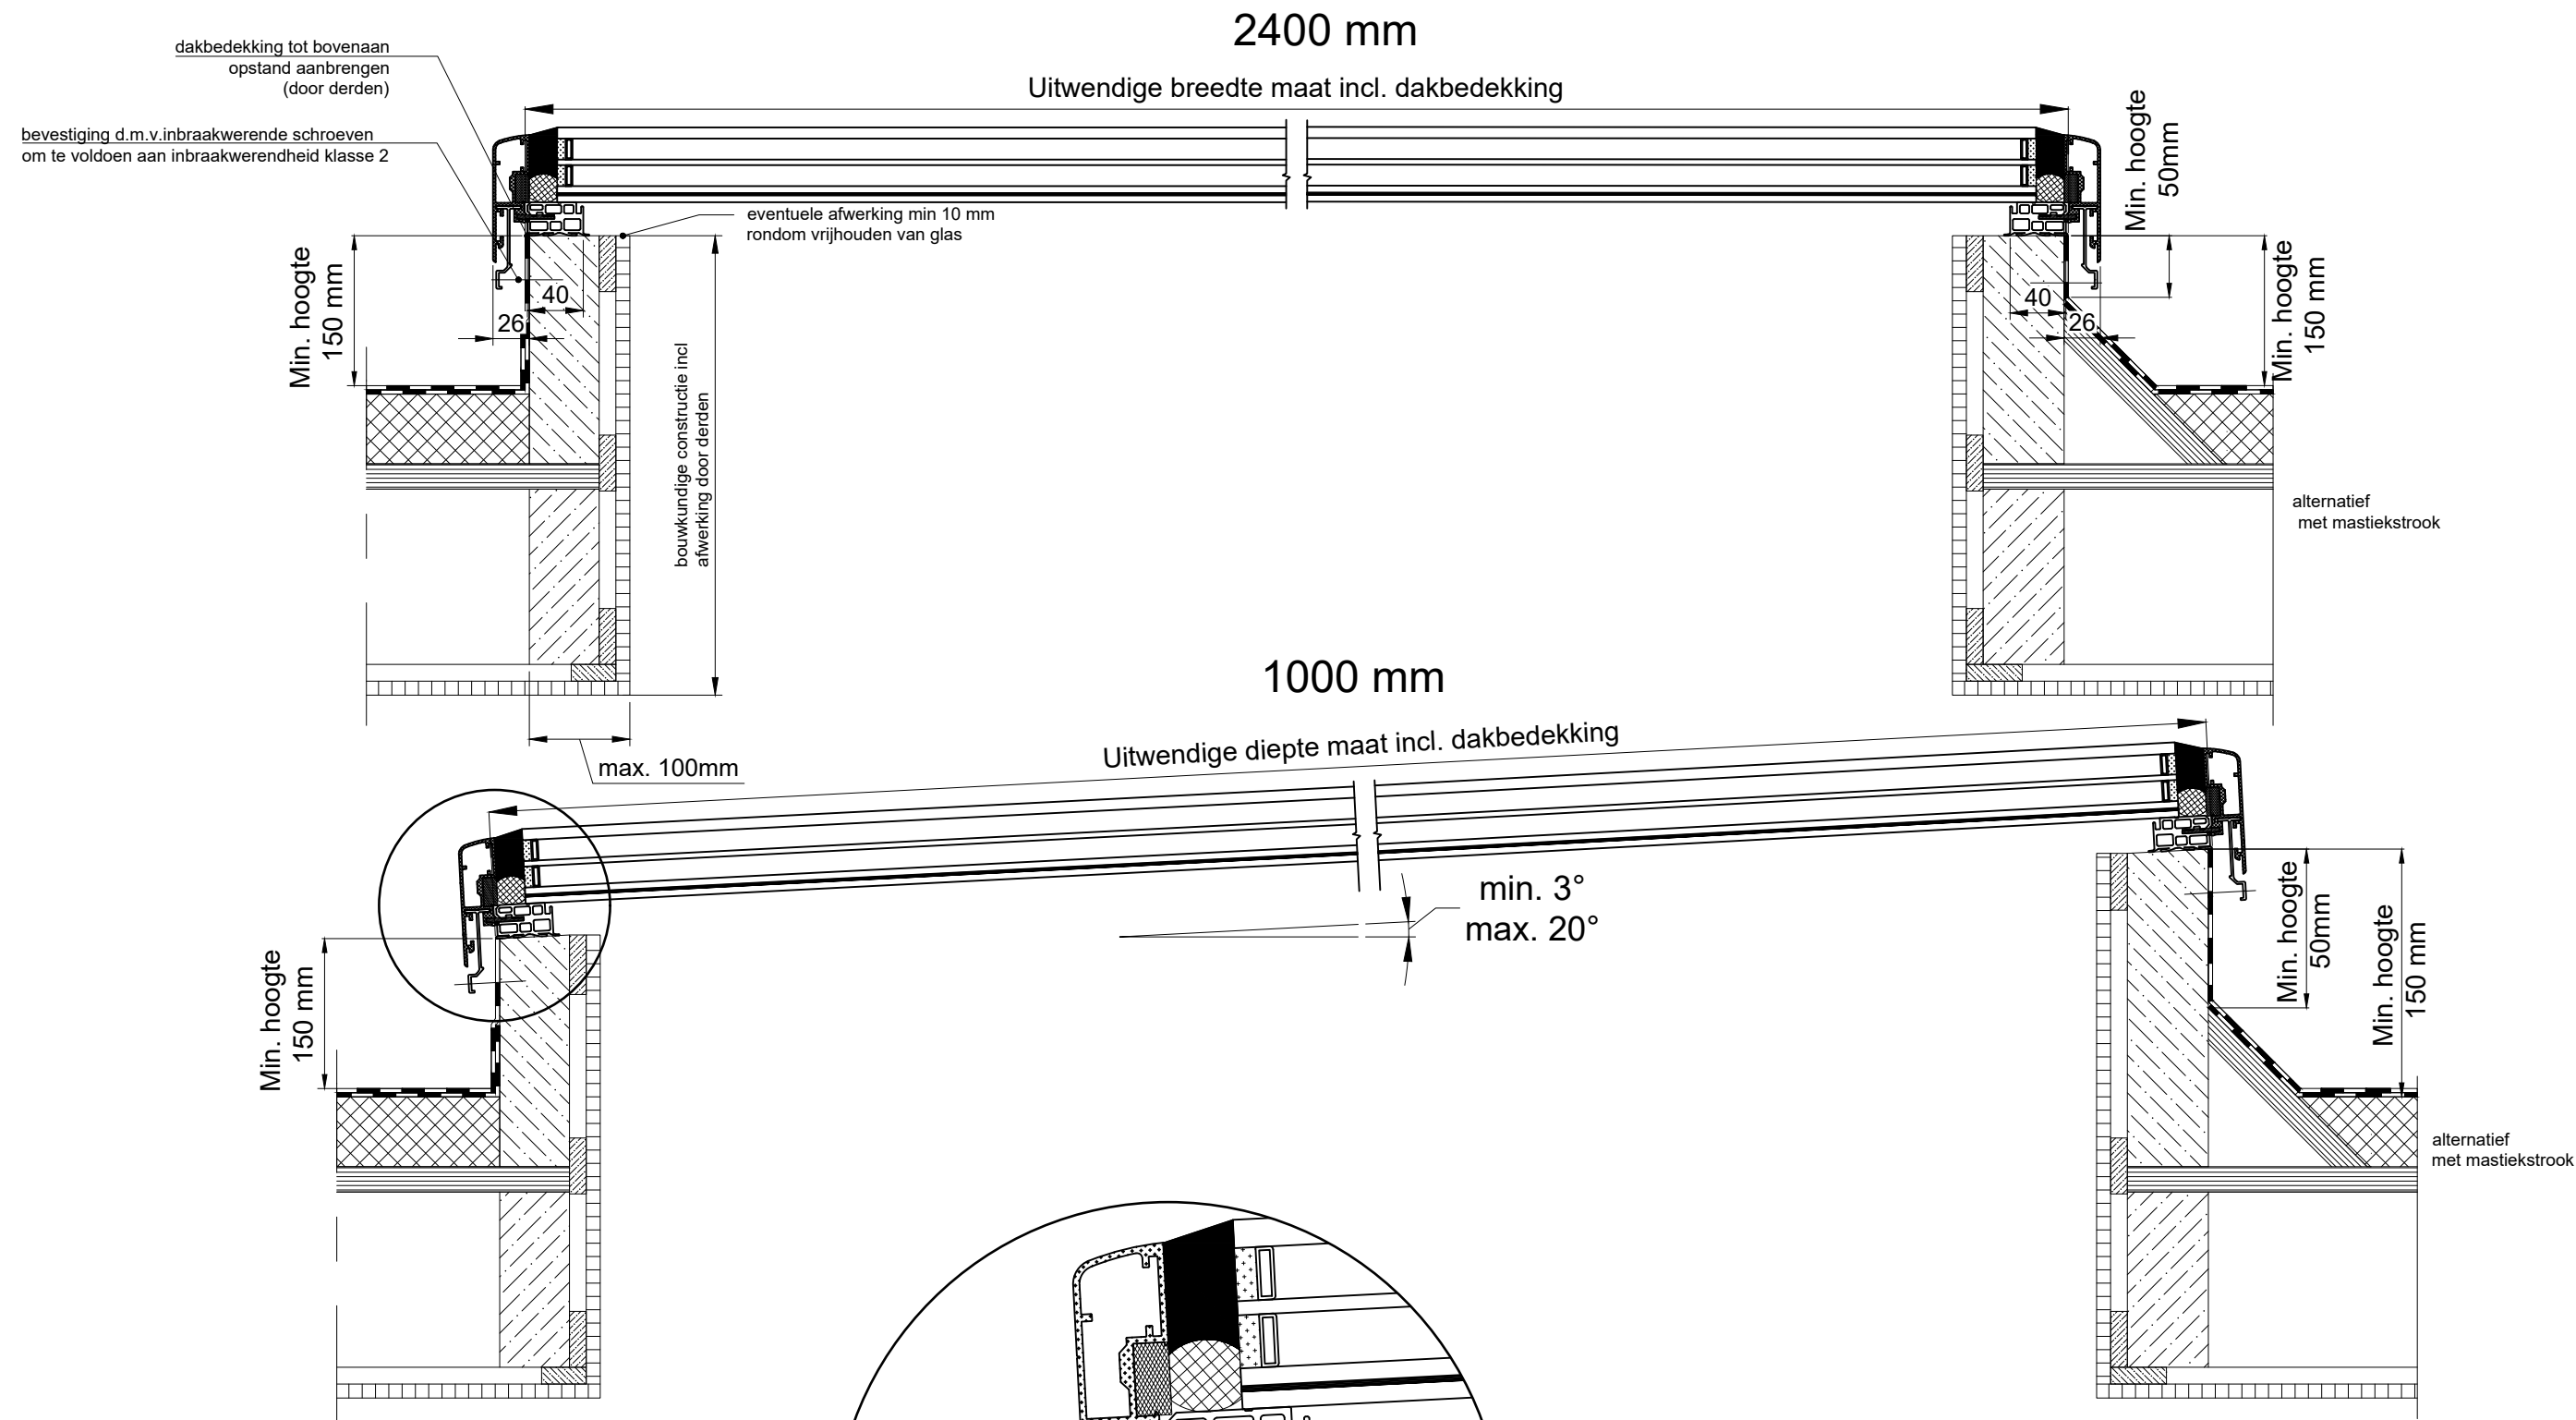 2400 mm
Uitwendige breedte maat incl. dakbedekking
dakbedekking tot bovenaan
opstand aanbrengen
(door derden)
bevestiging d.m.v.inbraakwerende schroeven
om te voldoen aan inbraakwerendheid klasse 2
eventuele afwerking min 10 mm
rondom vrijhouden van glas
Min. hoogte
150 mm
40
26
bouwkundige constructie incl
afwerking door derden
max. 100mm
Min. hoogte
50mm
Min. hoogte
150 mm
40
26
alternatief
met mastiekstrook
1000 mm
Uitwendige diepte maat incl. dakbedekking
min. 3°
max. 20°
Min. hoogte
150 mm
Min. hoogte
50mm
Min. hoogte
150 mm
alternatief
met mastiekstrook